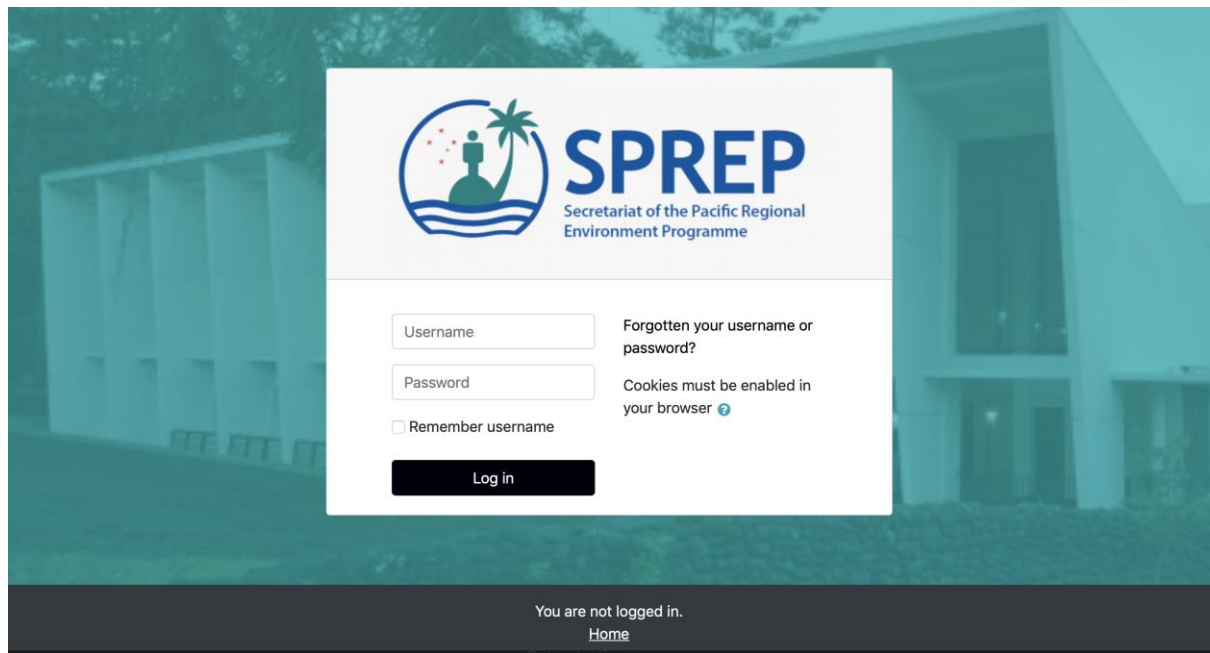 SPREP
Secretariat of the Pacific Regional
Environment Programme
Username
Password
Remember username
Log in
Forgotten your username or
password?
Cookies must be enabled in
your browser ?
You are not logged in.
Home